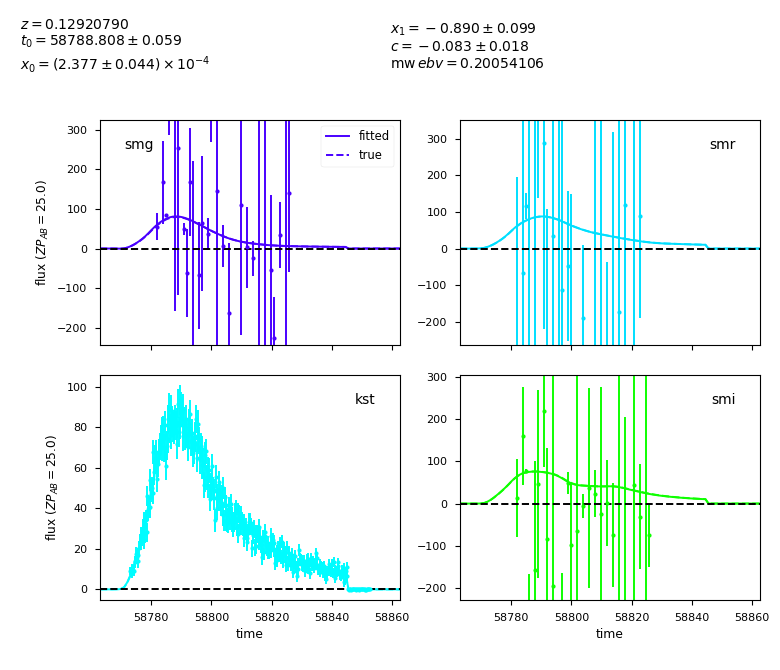 z = 0.12920790
t0 = 58788.808 ± 0.059
x0 = (2.377 ± 0.044) × 10^−4
x1 = −0.890 ± 0.099
c = −0.083 ± 0.018
mw ebv = 0.20054106
300
200
100
0
−100
−200
flux (ZP_AB = 25.0)
smg
fitted
true
300
200
100
0
−100
−200
smr
100
80
60
40
20
0
flux (ZP_AB = 25.0)
kst
58780 58800 58820 58840 58860
time
300
200
100
0
−100
−200
smi
58780 58800 58820 58840 58860
time